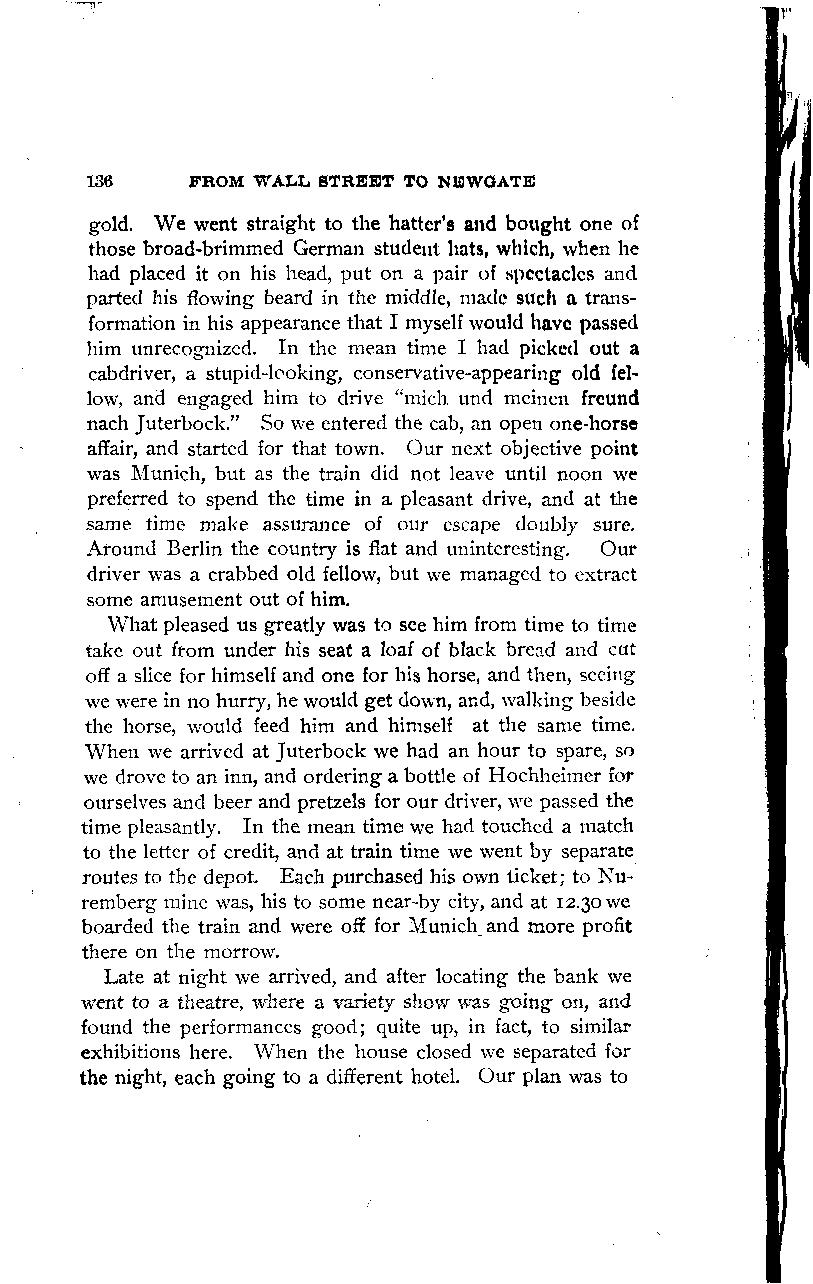 136 FROM WALL STREET TO NEWGATE
gold. We went straight to the hatter's and bought one of
those broad-brimmed German student hats, which, when he
had placed it on his head, put on a pair of spectacles and
parted his flowing beard in the middle, made such a trans-
formation in his appearance that I myself would have passed
him unrecognized. In the mean time I had picked out a
cabdriver, a stupid-looking, conservative-appearing old fel-
low, and engaged him to drive "mich und meinen freund
nach Juterbock." So we entered the cab, an open one-horse
affair, and started for that town. Our next objective point
was Munich, but as the train did not leave until noon we
preferred to spend the time in a pleasant drive, and at the
same time make assurance of our escape doubly sure.
Around Berlin the country is flat and uninteresting. Our
driver was a crabbed old fellow, but we managed to extract
some amusement out of him.
What pleased us greatly was to see him from time to time
take out from under his seat a loaf of black bread and cut
off a slice for himself and one for his horse, and then, seeing
we were in no hurry, he would get down, and, walking beside
the horse, would feed him and himself at the same time.
When we arrived at Juterbock we had an hour to spare, so
we drove to an inn, and ordering a bottle of Hochheimer for
ourselves and beer and pretzels for our driver, we passed the
time pleasantly. In the mean time we had touched a match
to the letter of credit, and at train time we went by separate
routes to the depot. Each purchased his own ticket; to Nu-
remberg mine was, his to some near-by city, and at 12.30 we
boarded the train and were off for Munich and more profit
there on the morrow.
Late at night we arrived, and after locating the bank we
went to a theatre, where a variety show was going on, and
found the performances good; quite up, in fact, to similar
exhibitions here. When the house closed we separated for
the night, each going to a different hotel. Our plan was to